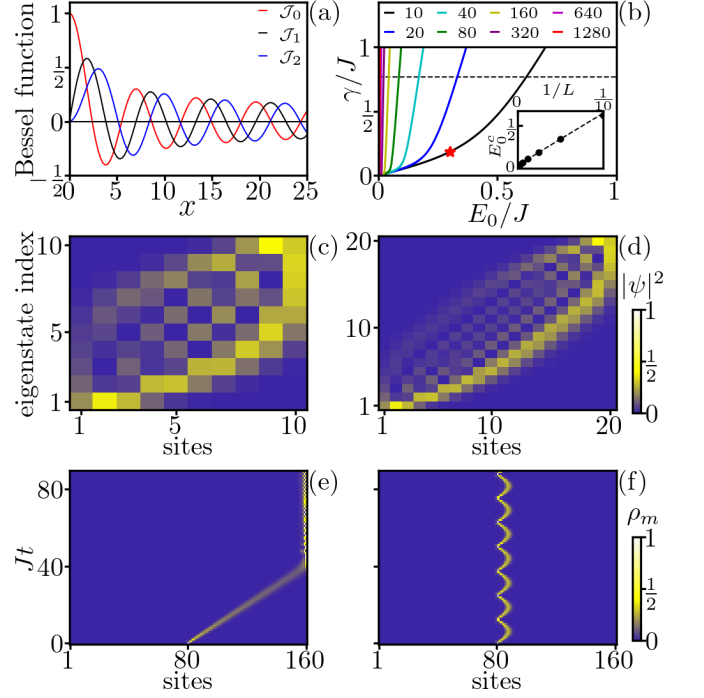 (a)
Bessel function
1
1/2
0
−1/2
𝒥₀
𝒥₁
𝒥₂
0 5 10 15 20 25
x
(b)
γ/J
1
1/2
0
10 40 160 640
20 80 320 1280
0 1/L 1/10
E₀ᶜ
1/2
0
0 0.5 1
E₀/J
(c)
eigenstate index
10
5
1
1 5 10
sites
(d)
20
10
1
1 10 20
sites
|ψ|²
1
1/2
0
(e)
Jt
80
40
0
1 80 160
sites
(f)
1 80 160
sites
ρₘ
1
1/2
0